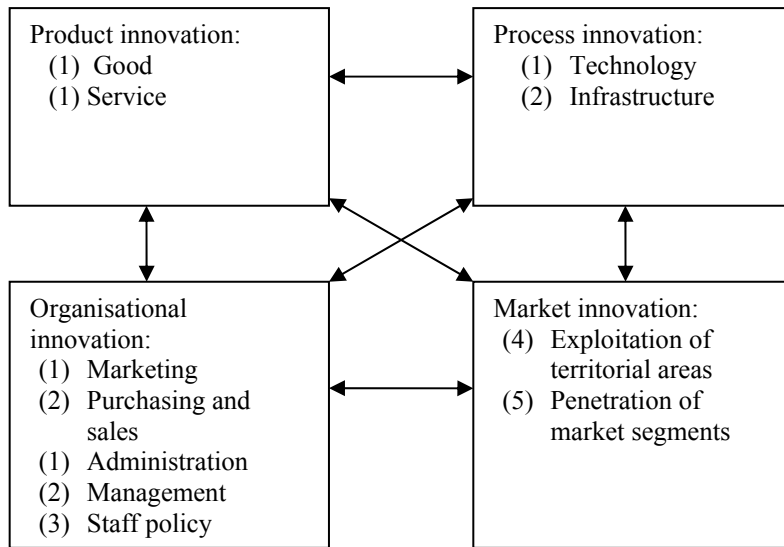 Product innovation:
(1) Good
(1) Service
Process innovation:
(1) Technology
(2) Infrastructure
Organisational
innovation:
(1) Marketing
(2) Purchasing and
sales
(1) Administration
(2) Management
(3) Staff policy
Market innovation:
(4) Exploitation of
territorial areas
(5) Penetration of
market segments